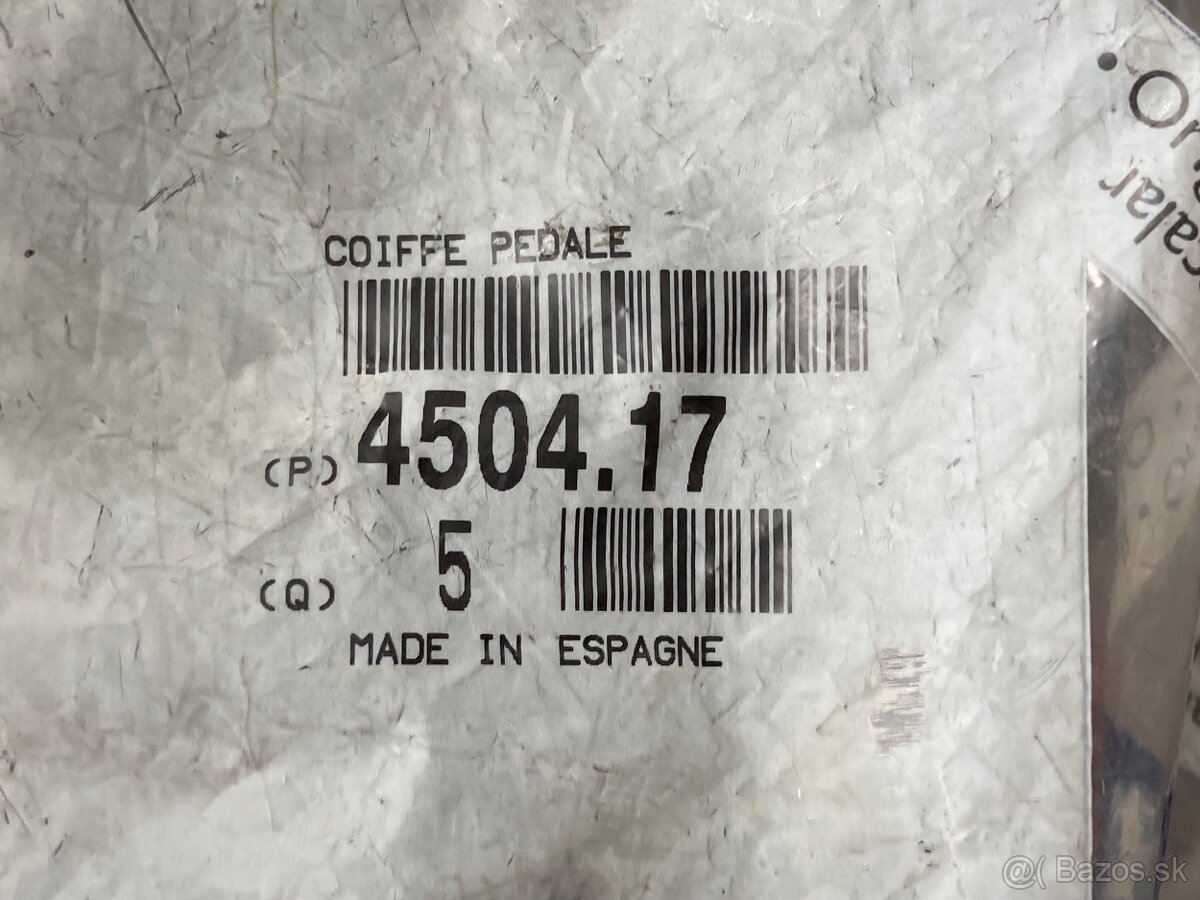 COIFFE PEDALE
(P) 4504.17
(Q) 5
MADE IN ESPAGNE
@( Bazos.sk